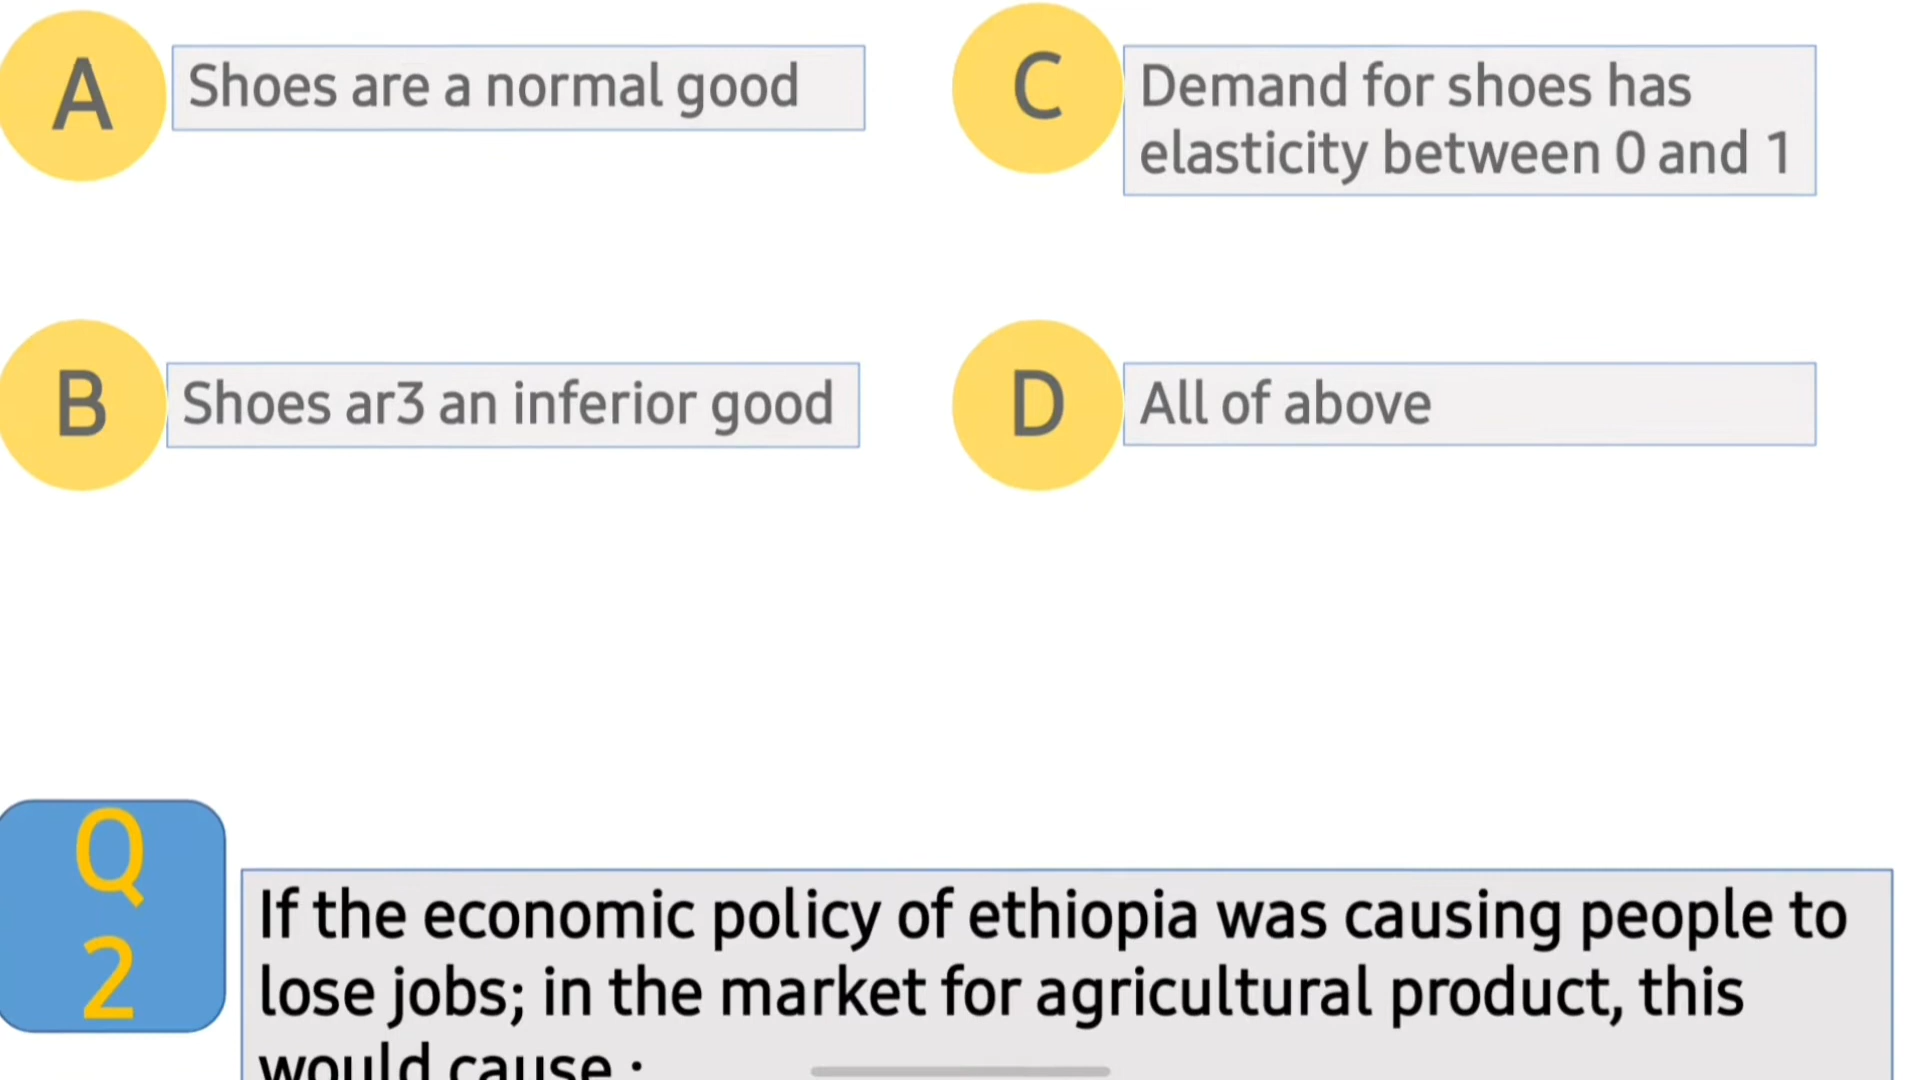 A
Shoes are a normal good
C
Demand for shoes has
elasticity between 0 and 1
B
Shoes ar3 an inferior good
D
All of above
Q
2
If the economic policy of ethiopia was causing people to
lose jobs; in the market for agricultural product, this
would cause :